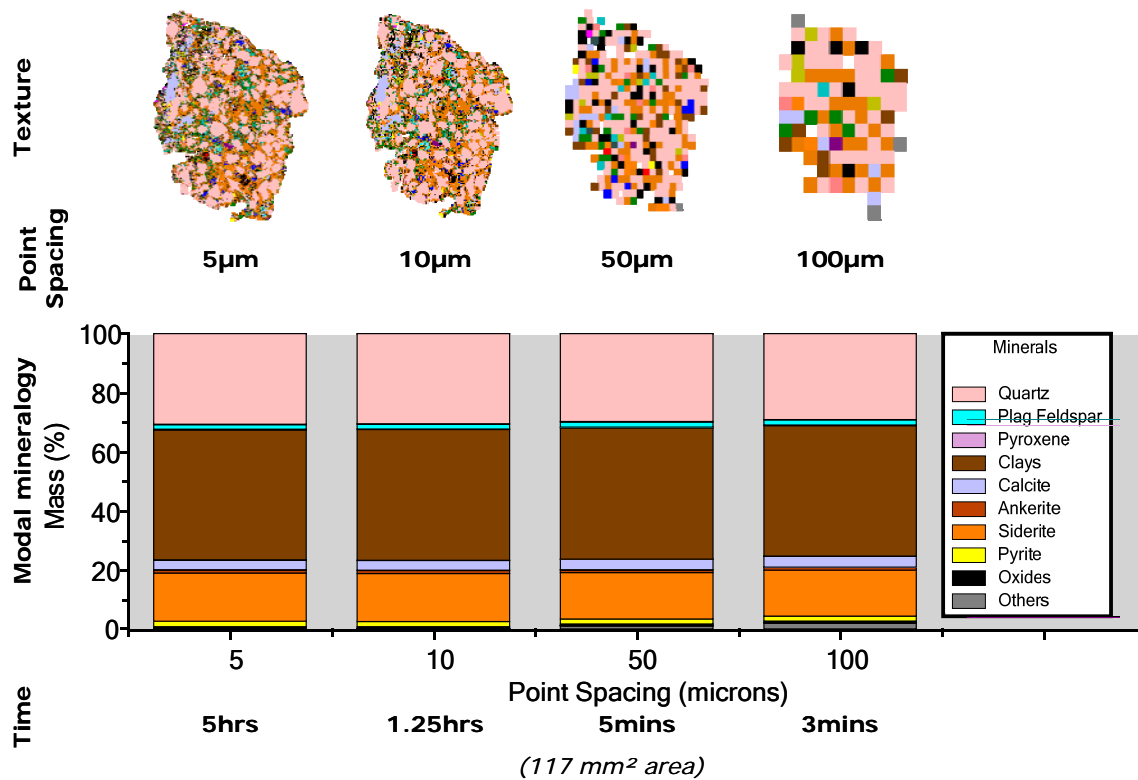 Texture
Point
Spacing
5µm
10µm
50µm
100µm
Modal mineralogy
Mass (%)
100
80
60
40
20
0
Minerals
Quartz
Plag Feldspar
Pyroxene
Clays
Calcite
Ankerite
Siderite
Pyrite
Oxides
Others
5
10
50
100
Point Spacing (microns)
Time
5hrs
1.25hrs
5mins
3mins
(117 mm² area)